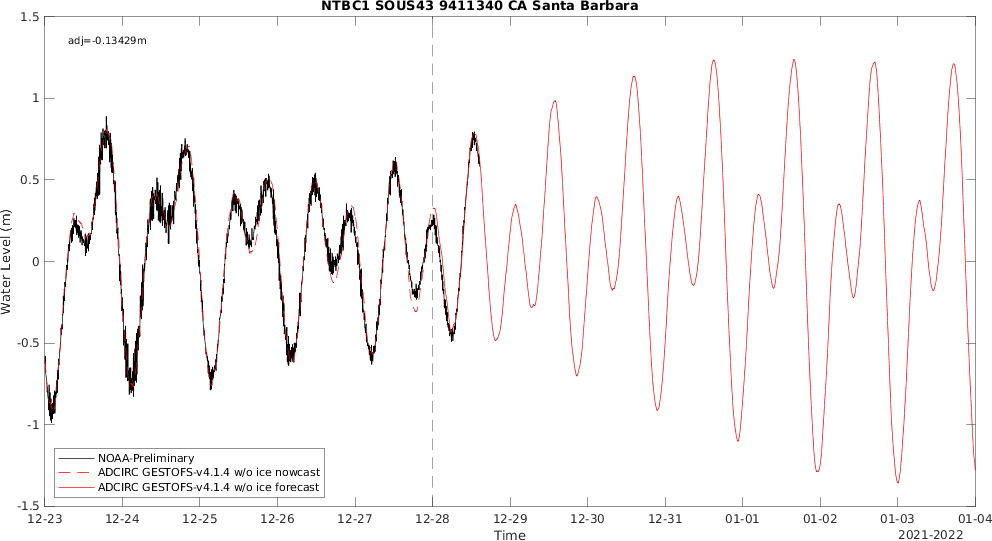 NTBC1 SOUS43 9411340 CA Santa Barbara
adj=-0.13429m
1.5
1
0.5
0
-0.5
-1
-1.5
Water Level (m)
NOAA-Preliminary
ADCIRC GESTOFS-v4.1.4 w/o ice nowcast
ADCIRC GESTOFS-v4.1.4 w/o ice forecast
12-23 12-24 12-25 12-26 12-27 12-28 12-29 12-30 12-31 01-01 01-02 01-03 01-04
Time
2021-2022